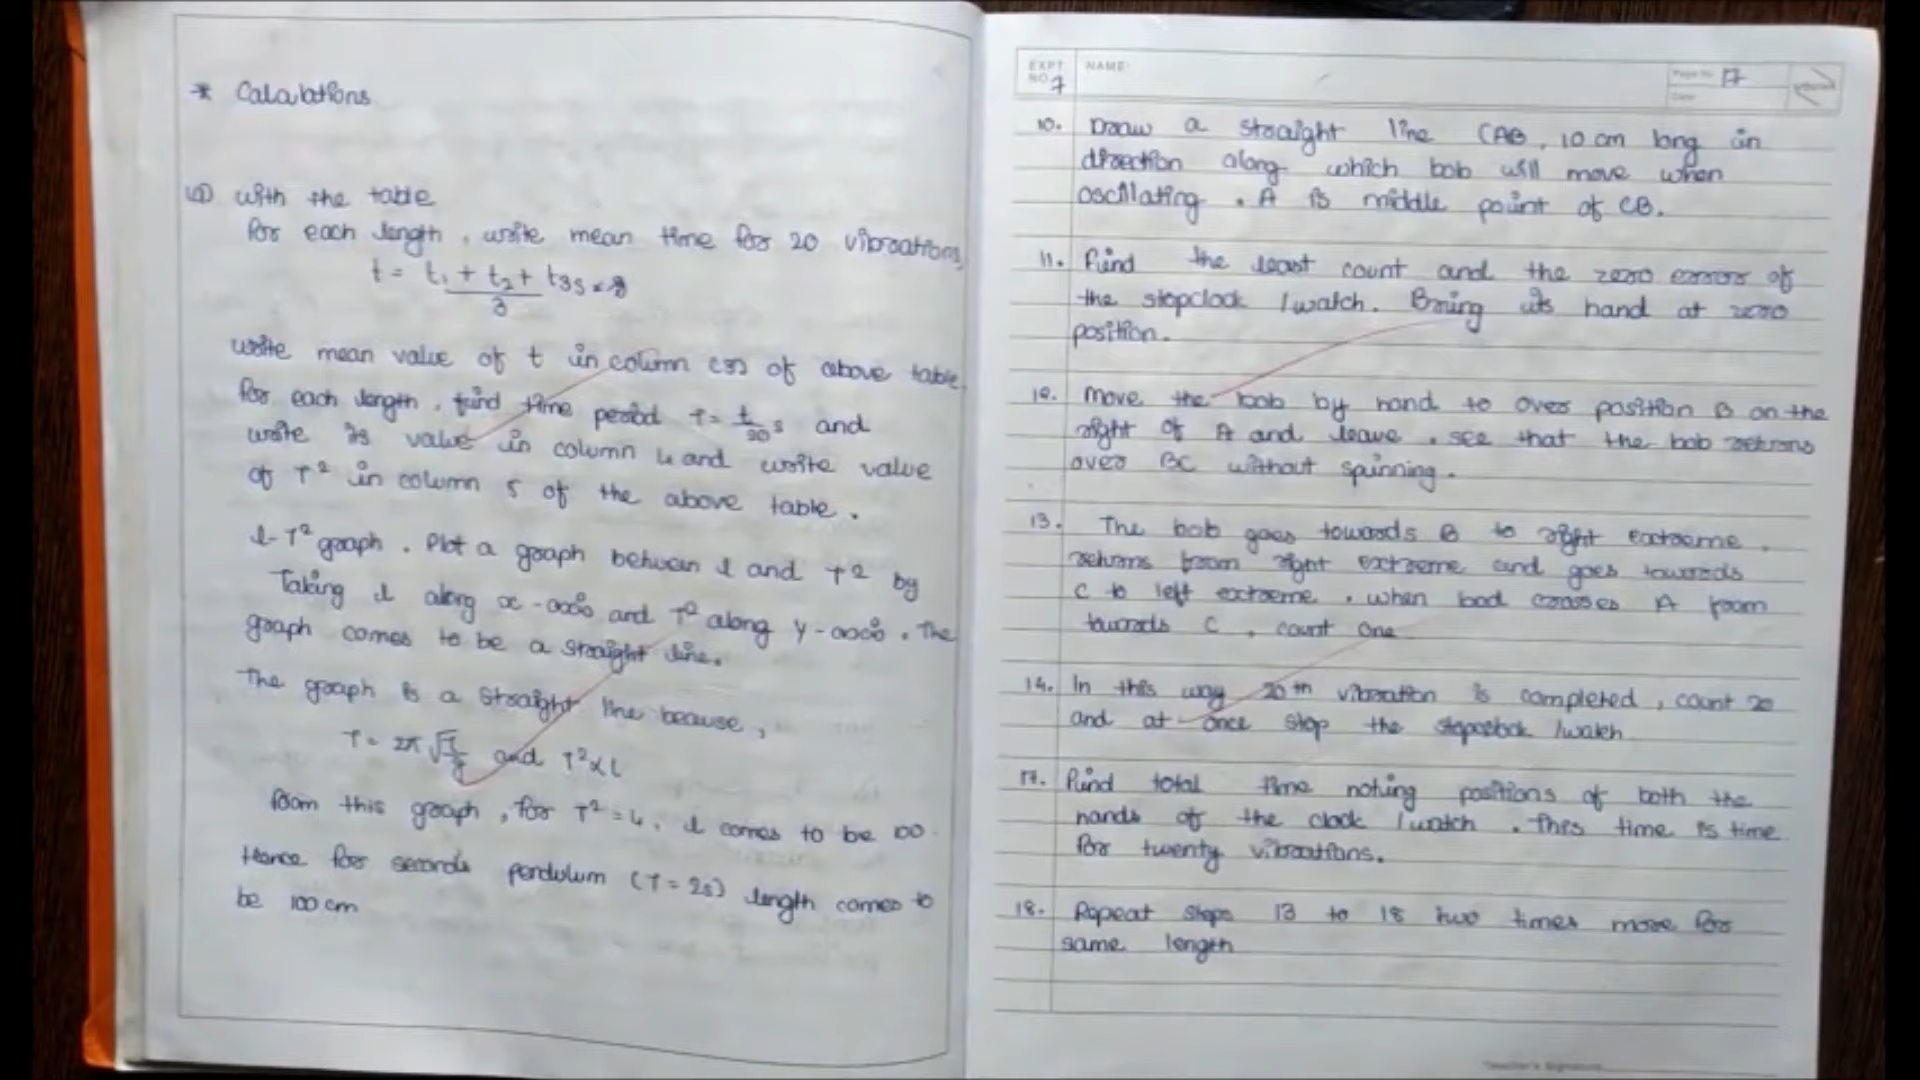 * Calculations
(1) with the table
for each length, write mean time for 20 vibrations,
t = t1 + t2 + t3s
3
write mean value of t in column of above table.
for each length, find time period T = t/20 s and
write its value in column 4 and write value
of T² in column 5 of the above table.
l-T² graph. Plot a graph between l and T² by
Taking l along x-axis and T² along y-axis. The
graph comes to be a straight line.
The graph is a straight line because,
T = 2π√l/g and T² ∝ l
from this graph, for T² = 4, l comes to be 100
Hence for seconds pendulum (T = 2s) length comes to
be 100 cm
EXPT. NO. 7
NAME:
Page No. 17
Date
10. Draw a straight line CAB, 10 cm long in
direction along which bob will move when
oscillating. A is middle point of CB.
11. Find the least count and the zero error of
the stopclock / watch. Bring its hand at zero
position.
12. Move the bob by hand to over position B on the
right of A and leave. see that the bob retruns
over BC without spinning.
13. The bob goes towards B to right extreme.
retruns from right extreme and goes towards
C to left extreme. when bod crosses A from
towards C, count one
14. In this way 20th vibration is completed, count 20
and at once stop the /watch
17. Find total time noting positions of both the
hands of the clock / watch. This time is time
for twenty vibrations.
18. Repeat steps 13 to 18 two times more for
same length
Teacher's Signature